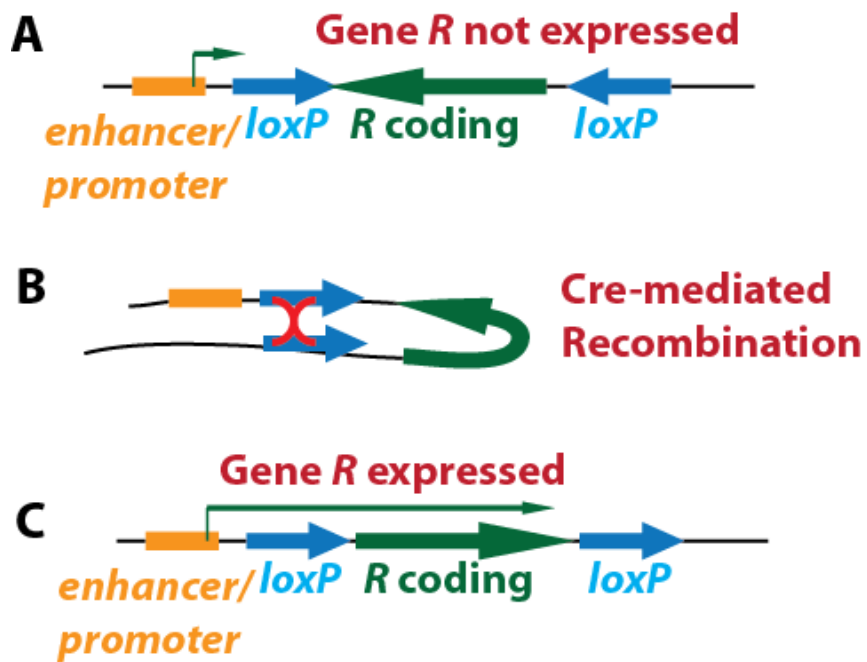 A
Gene R not expressed
enhancer/
promoter
loxP
R coding
loxP
B
Cre-mediated
Recombination
Gene R expressed
C
enhancer/
promoter
loxP
R coding
loxP